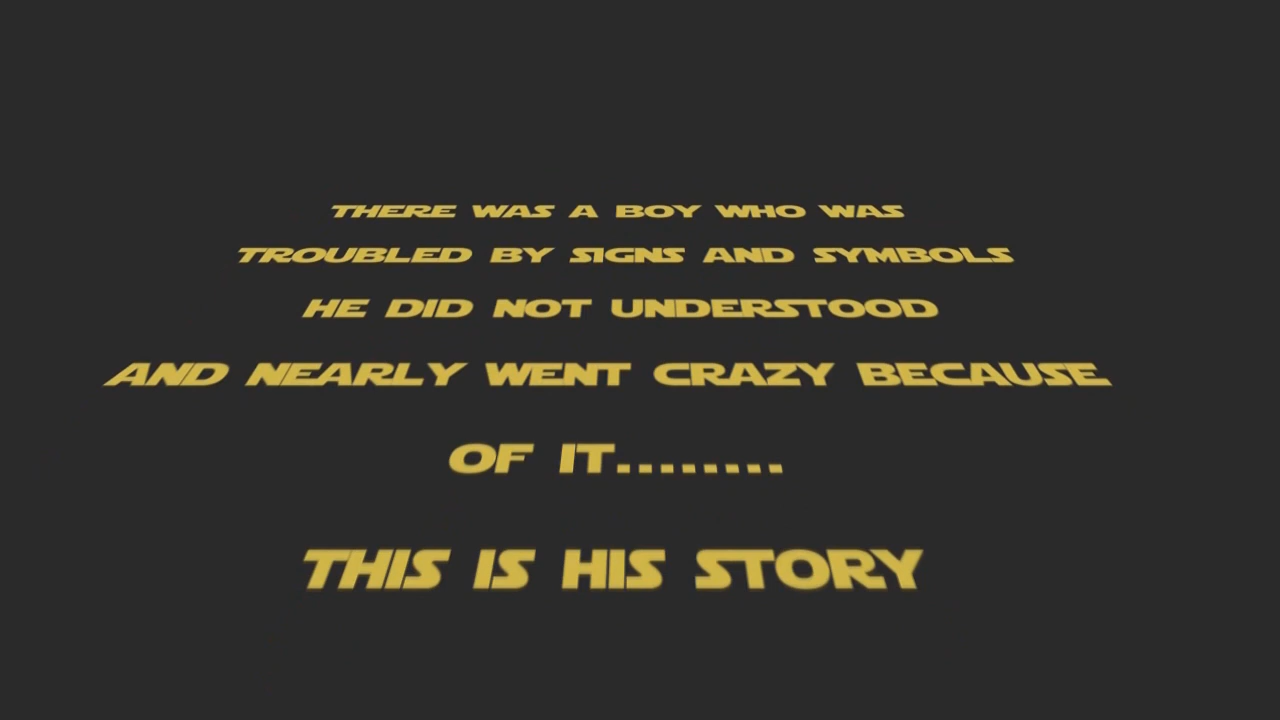 THERE WAS A BOY WHO WAS
TROUBLED BY SIGNS AND SYMBOLS
HE DID NOT UNDERSTOOD
AND NEARLY WENT CRAZY BECAUSE
OF IT........
THIS IS HIS STORY